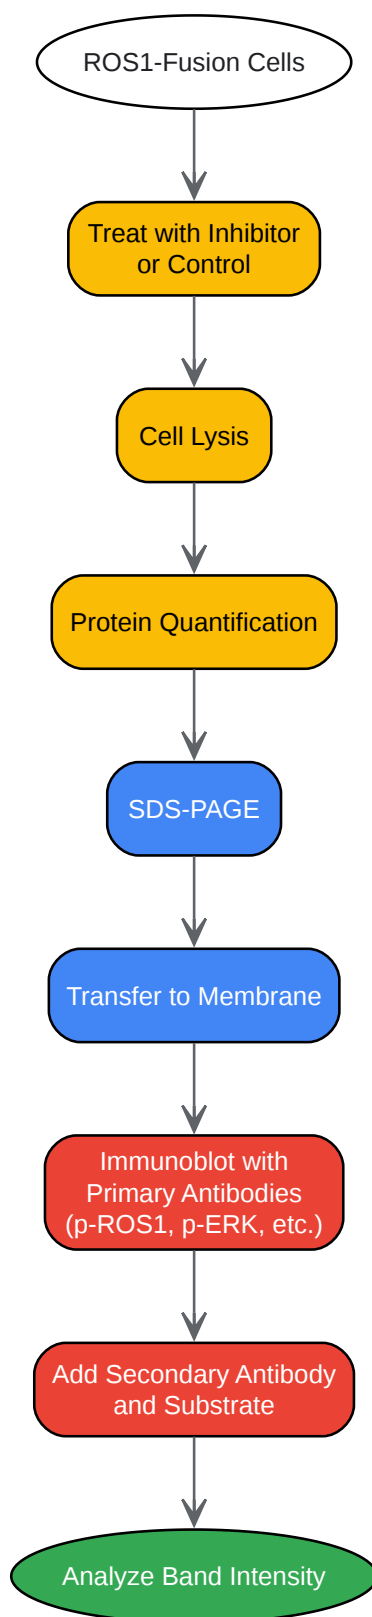 ROS1-Fusion Cells
Treat with Inhibitor
or Control
Cell Lysis
Protein Quantification
SDS-PAGE
Transfer to Membrane
Immunoblot with
Primary Antibodies
(p-ROS1, p-ERK, etc.)
Add Secondary Antibody
and Substrate
Analyze Band Intensity